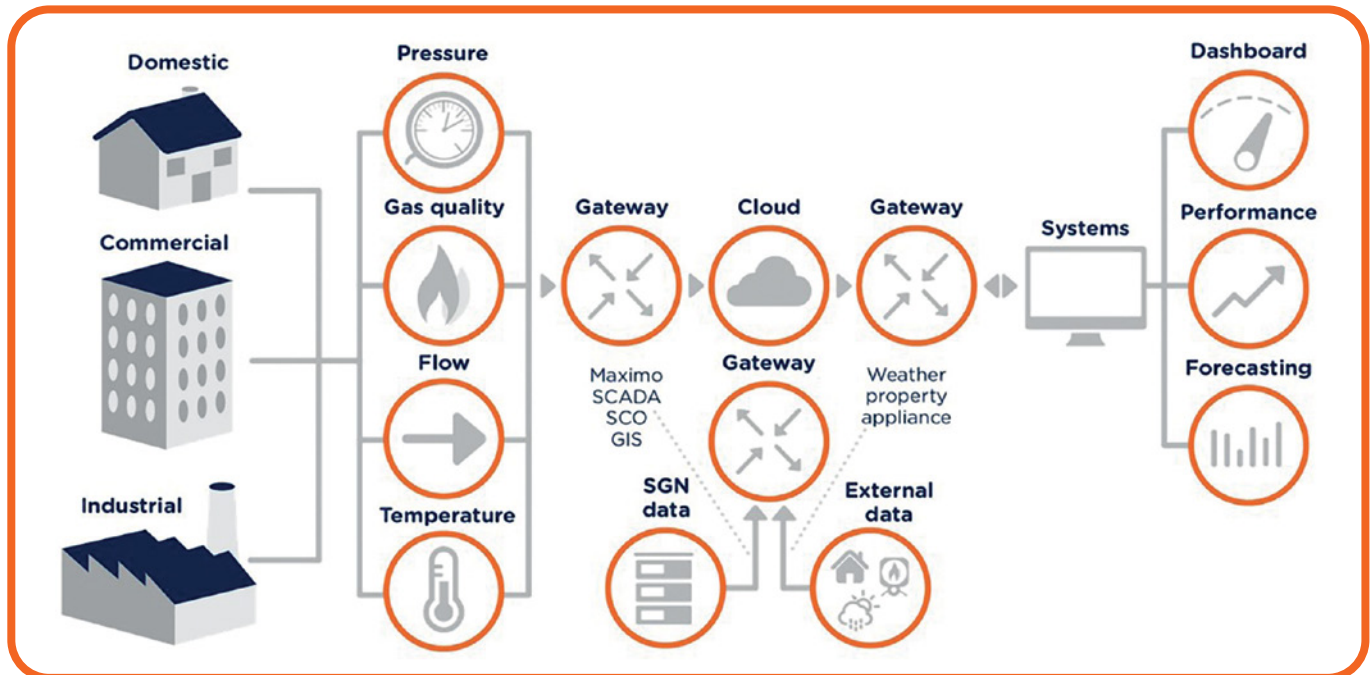 Domestic
Commercial
Industrial
Pressure
Gas quality
Flow
Temperature
Gateway
Maximo
SCADA
SCO
GIS
Cloud
Gateway
SGN
data
External
data
Gateway
Weather
property
appliance
Systems
Dashboard
Performance
Forecasting